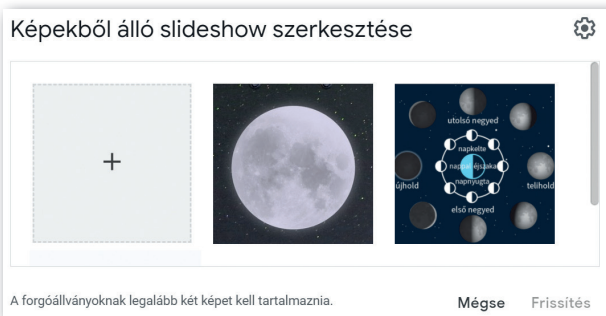 Képekből álló slideshow szerkesztése
+
utolsó negyed
napkelte
nappal éjszaka
újhold
telihold
napnyugta
első negyed
A forgóállványoknak legalább két képet kell tartalmaznia.
Mégse Frissítés